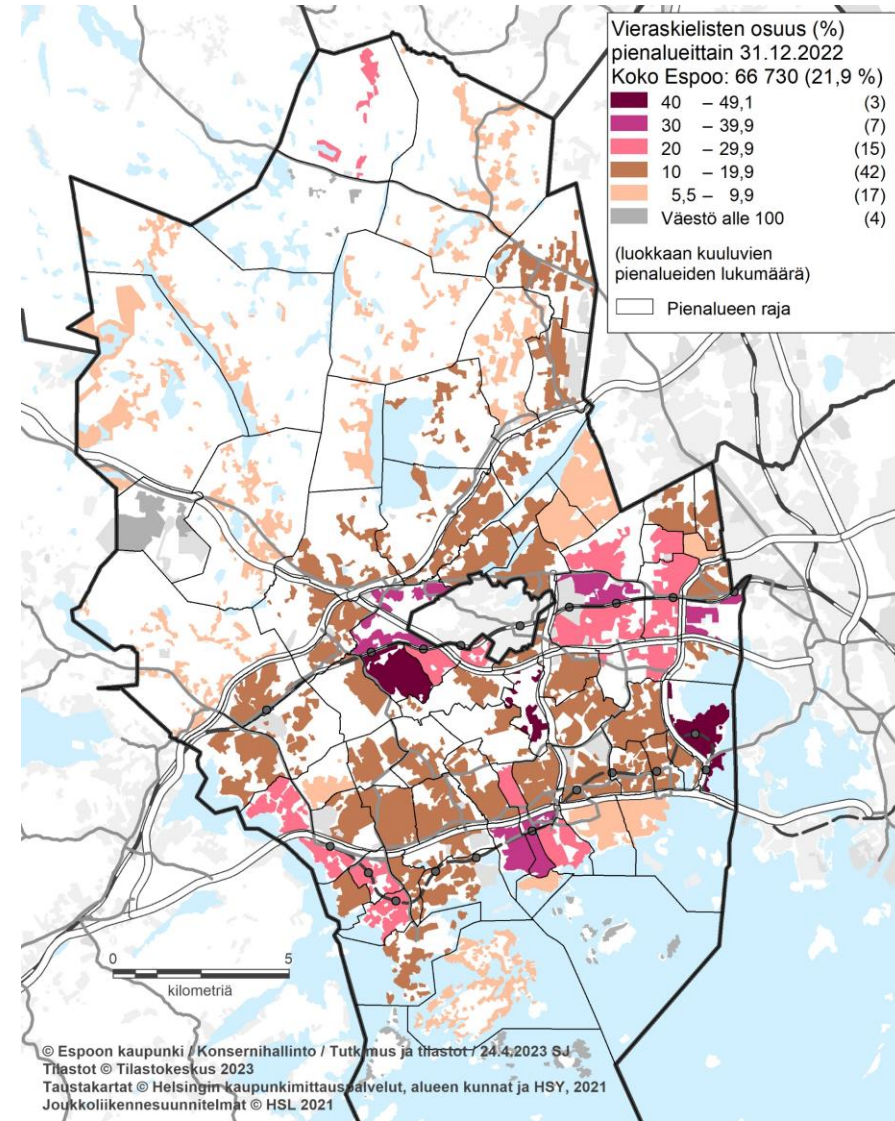 Vieraskielisten osuus (%)
pienalueittain 31.12.2022
Koko Espoo: 66 730 (21,9 %)
40 – 49,1 (3)
30 – 39,9 (7)
20 – 29,9 (15)
10 – 19,9 (42)
5,5 – 9,9 (17)
Väestö alle 100 (4)
(luokkaan kuuluvien
pienalueiden lukumäärä)
Pienalueen raja
0 5
kilometriä
© Espoon kaupunki / Konsernihallinto / Tutkimus ja tilastot / 24.4.2023 SJ
Tilastot © Tilastokeskus 2023
Taustakartat © Helsingin kaupunkimittauspalvelut, alueen kunnat ja HSY, 2021
Joukkoliikennesuunnitelmat © HSL 2021